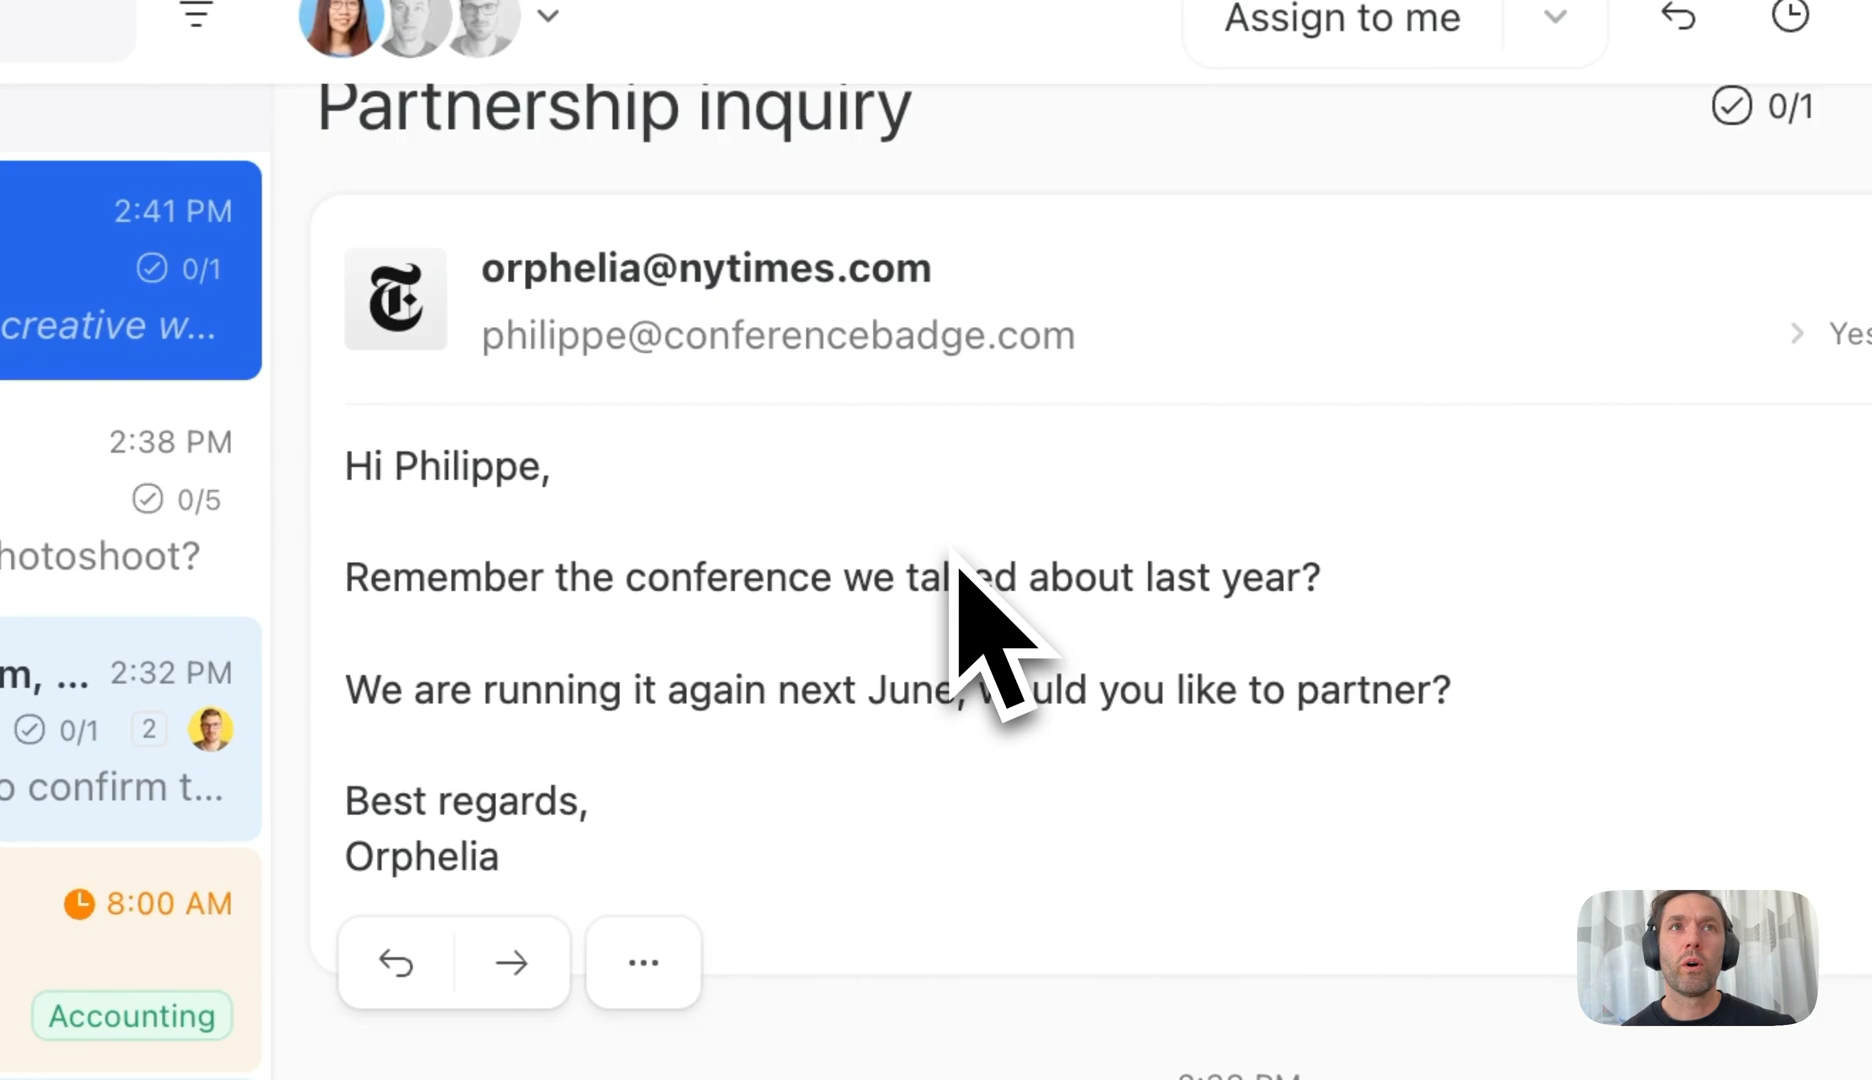 Assign to me
Partnership inquiry
0/1
2:41 PM
0/1
creative w...
2:38 PM
0/5
hotoshoot?
m, ... 2:32 PM
0/1 2
o confirm t...
8:00 AM
Accounting
orphelia@nytimes.com
philippe@conferencebadge.com
Yes
Hi Philippe,
Remember the conference we talked about last year?
We are running it again next June, would you like to partner?
Best regards,
Orphelia